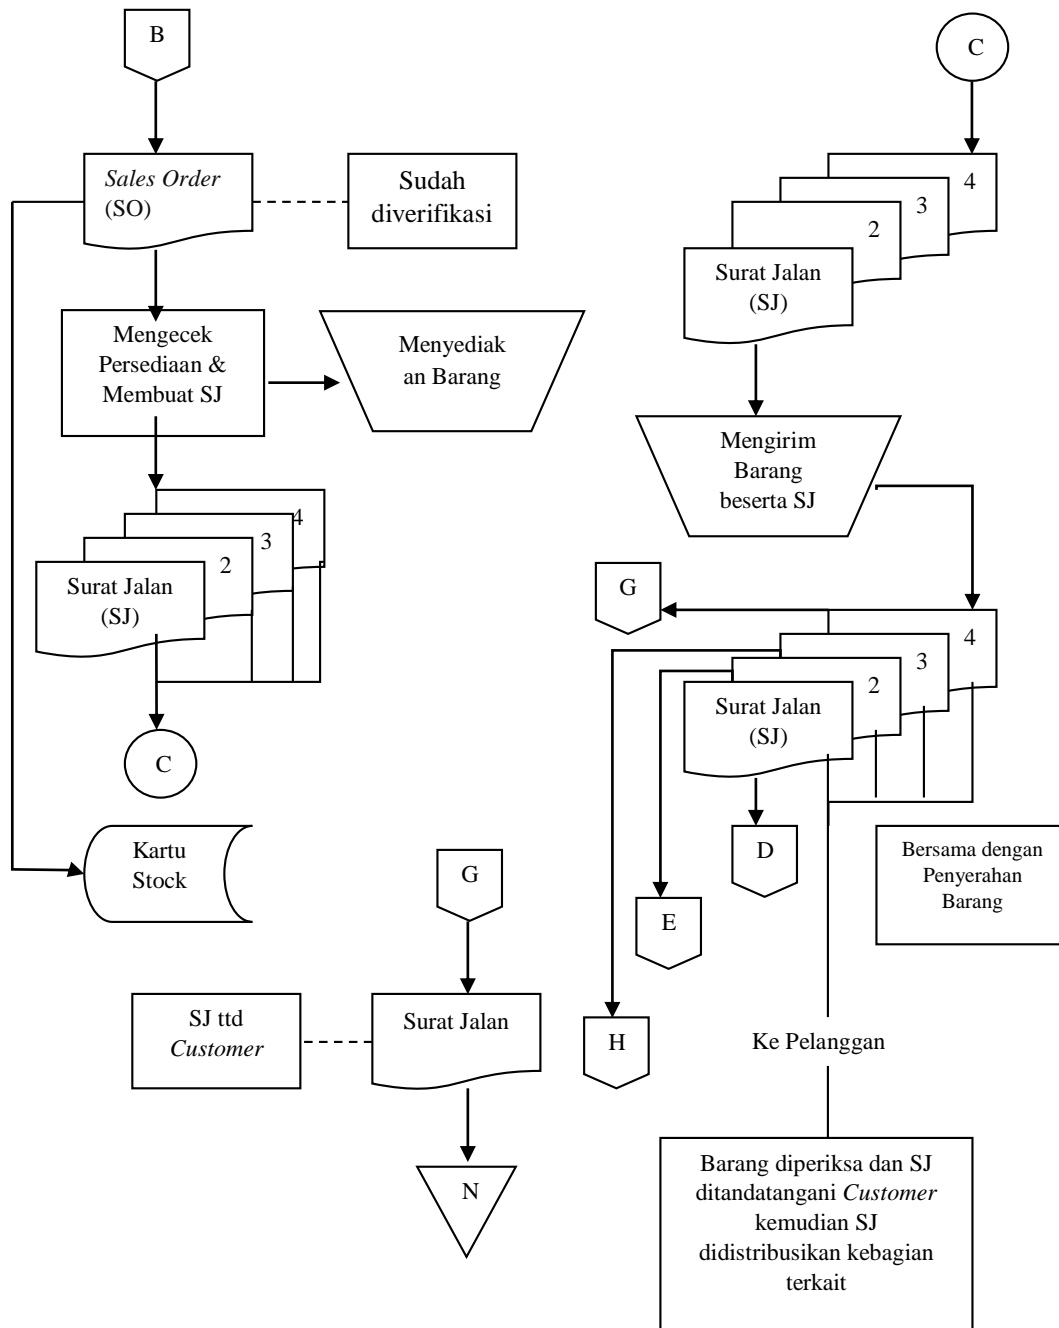 B
Sales Order
(SO)
Sudah
diverifikasi
Mengecek
Persediaan &
Membuat SJ
Menyediak
an Barang
4
3
2
Surat Jalan
(SJ)
C
Kartu
Stock
G
SJ ttd
Customer
Surat Jalan
N
C
4
3
2
Surat Jalan
(SJ)
Mengirim
Barang
beserta SJ
G
4
3
2
Surat Jalan
(SJ)
D
E
H
Bersama dengan
Penyerahan
Barang
Ke Pelanggan
Barang diperiksa dan SJ
ditandatangani Customer
kemudian SJ
didistribusikan kebagian
terkait